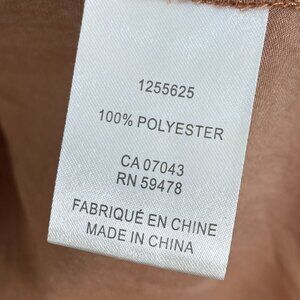 1255625
100% POLYESTER
CA 07043
RN 59478
FABRIQUÉ EN CHINE
MADE IN CHINA